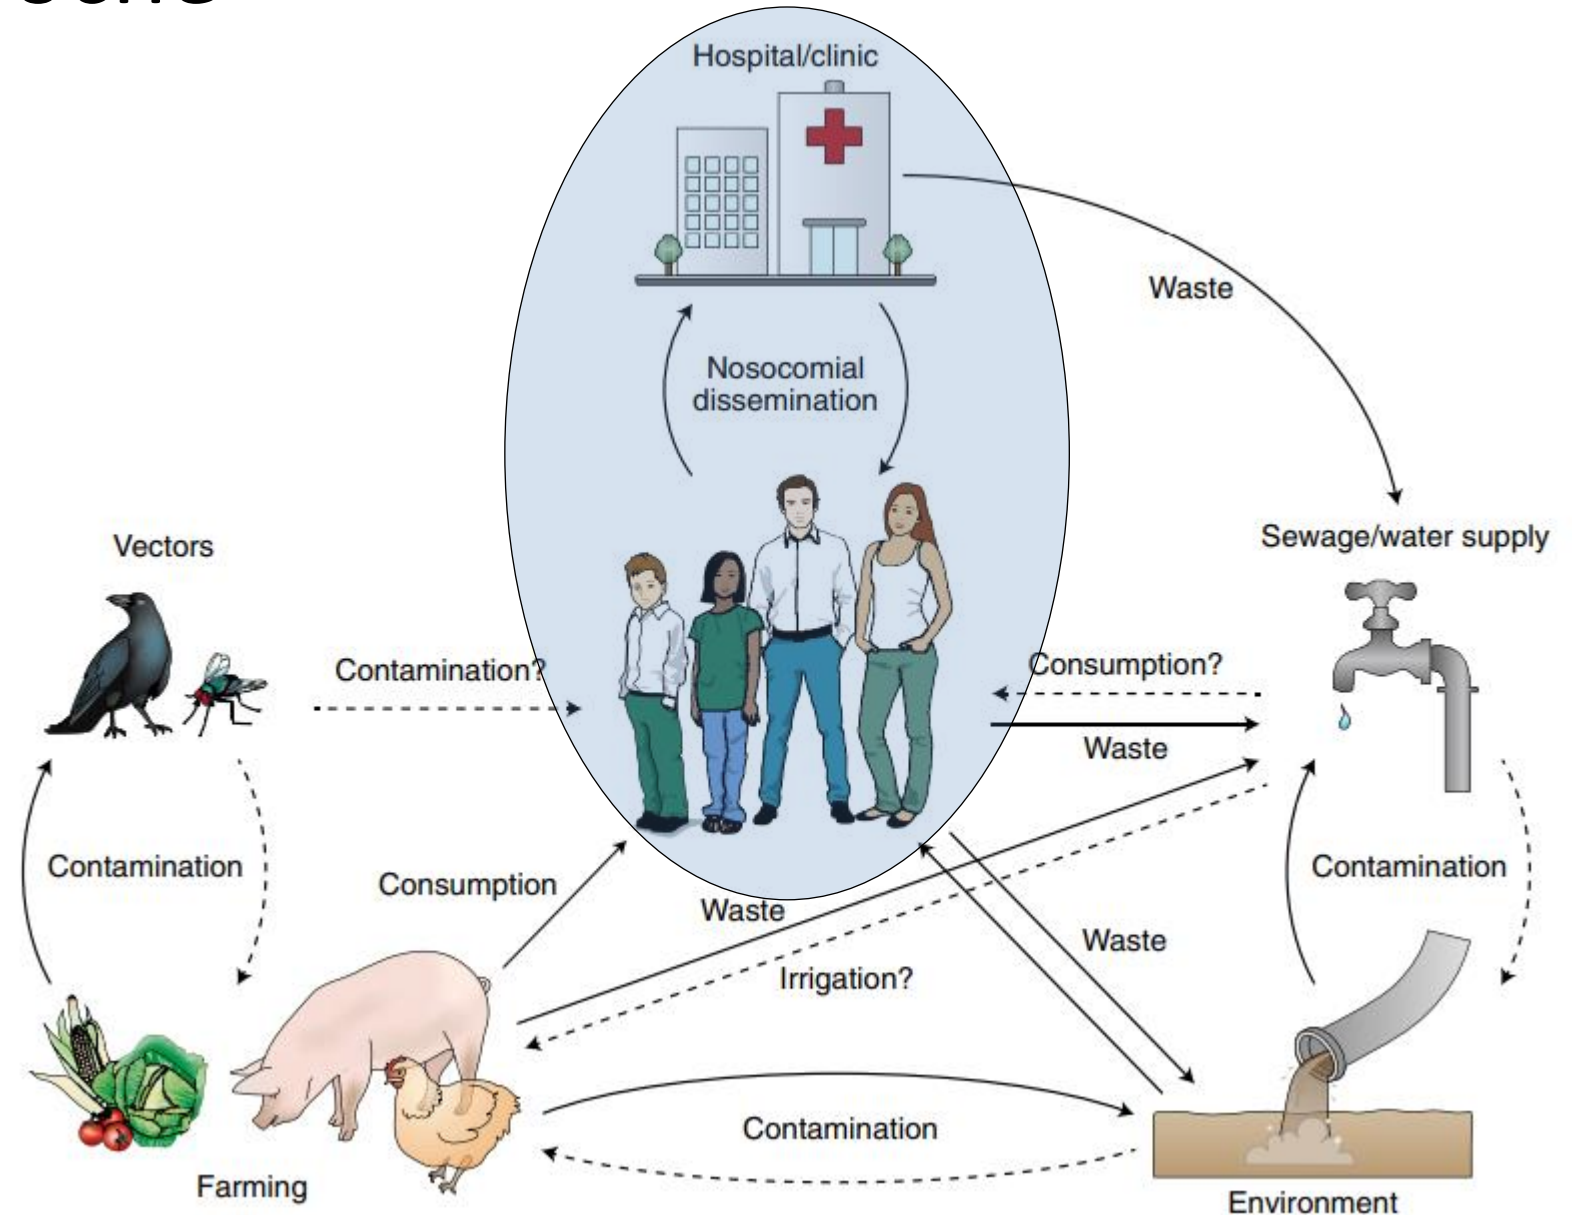 Hospital/clinic
Waste
Nosocomial
dissemination
Vectors
Sewage/water supply
Contamination?
Consumption?
Waste
Contamination
Consumption
Contamination
Waste
Waste
Irrigation?
Contamination
Farming
Environment